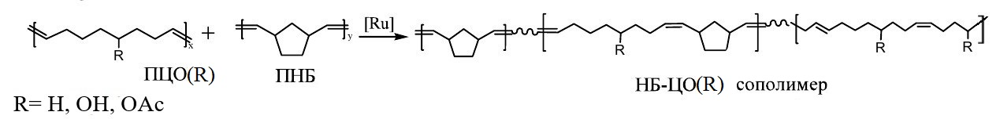 [Ru]
+
R
x
y
R
R
R
ПЦО(R)
ПНБ
НБ-ЦО(R) сополимер
R= H, OH, OAc